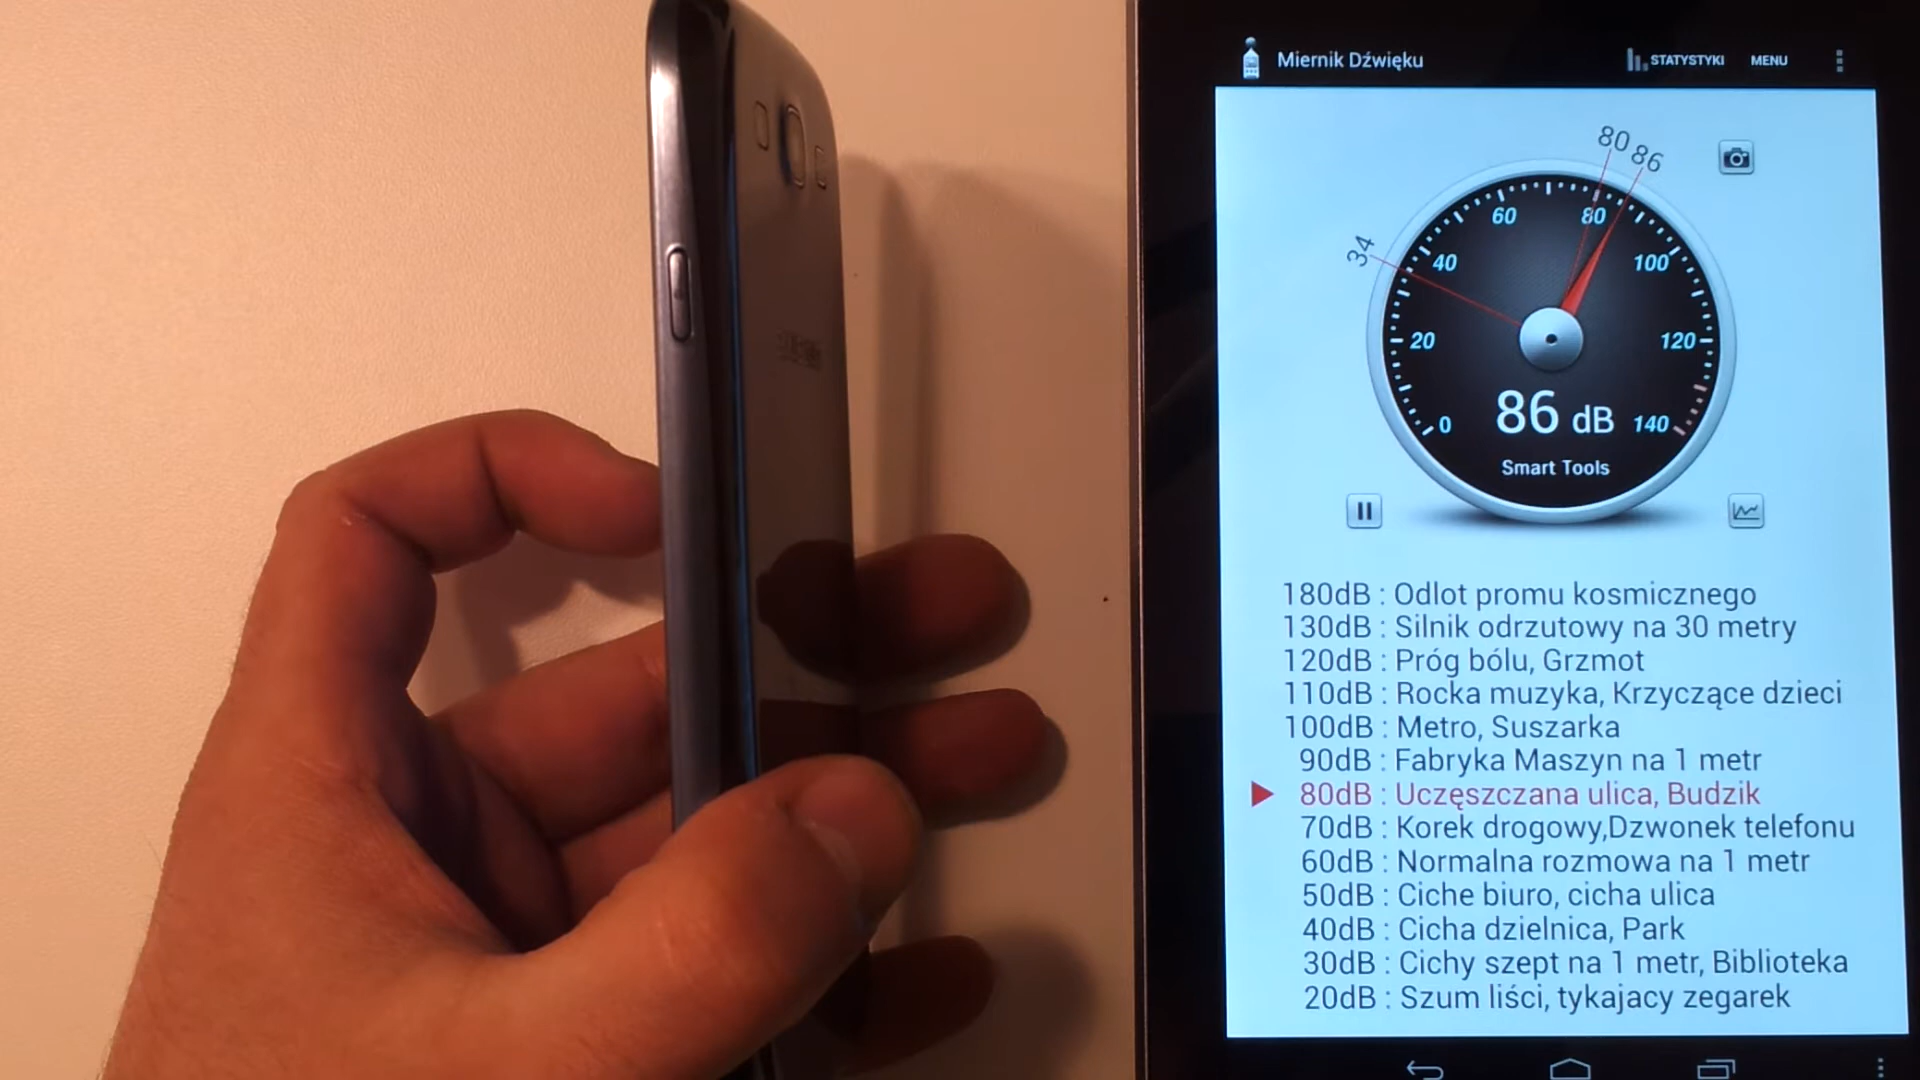 Miernik Dźwięku
STATYSTYKI MENU
80 86
34
60 80
40 100
20 120
0 86 dB 140
Smart Tools
180dB : Odlot promu kosmicznego
130dB : Silnik odrzutowy na 30 metry
120dB : Próg bólu, Grzmot
110dB : Rocka muzyka, Krzyczące dzieci
100dB : Metro, Suszarka
90dB : Fabryka Maszyn na 1 metr
80dB : Uczęszczana ulica, Budzik
70dB : Korek drogowy,Dzwonek telefonu
60dB : Normalna rozmowa na 1 metr
50dB : Ciche biuro, cicha ulica
40dB : Cicha dzielnica, Park
30dB : Cichy szept na 1 metr, Biblioteka
20dB : Szum liści, tykajacy zegarek